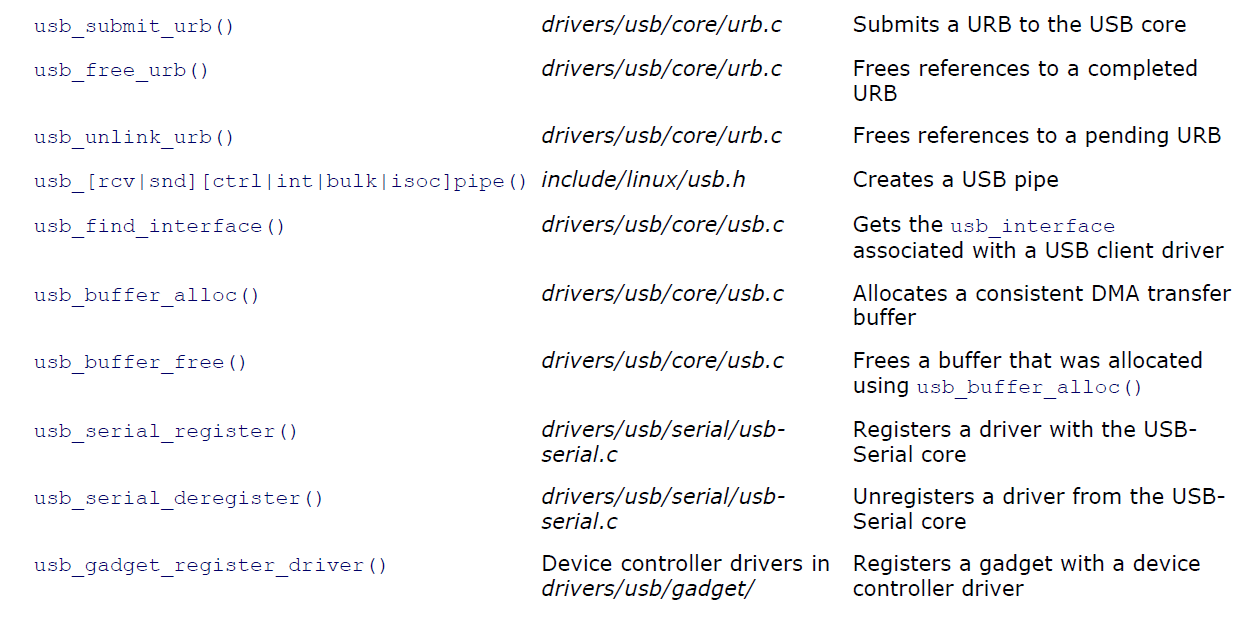 usb_submit_urb() drivers/usb/core/urb.c Submits a URB to the USB core
usb_free_urb() drivers/usb/core/urb.c Frees references to a completed
URB
usb_unlink_urb() drivers/usb/core/urb.c Frees references to a pending URB
usb_[rcv|snd][ctrl|int|bulk|isoc]pipe() include/linux/usb.h Creates a USB pipe
usb_find_interface() drivers/usb/core/usb.c Gets the usb_interface
associated with a USB client driver
usb_buffer_alloc() drivers/usb/core/usb.c Allocates a consistent DMA transfer
buffer
usb_buffer_free() drivers/usb/core/usb.c Frees a buffer that was allocated
using usb_buffer_alloc()
usb_serial_register() drivers/usb/serial/usb- Registers a driver with the USB-
serial.c Serial core
usb_serial_deregister() drivers/usb/serial/usb- Unregisters a driver from the USB-
serial.c Serial core
usb_gadget_register_driver() Device controller drivers in Registers a gadget with a device
drivers/usb/gadget/ controller driver